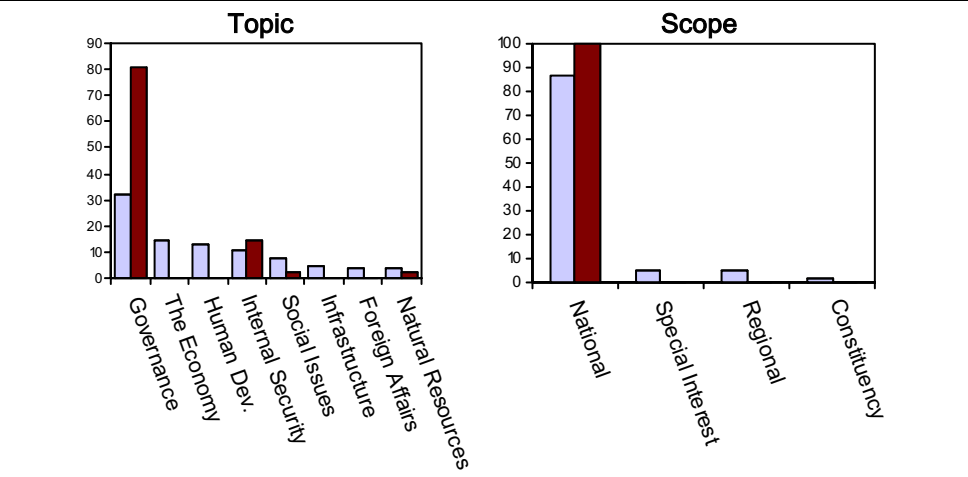 Topic
90
80
70
60
50
40
30
20
10
0
Governance
The Economy
Human Dev.
Internal Security
Social Issues
Infrastructure
Foreign Affairs
Natural Resources
Scope
100
90
80
70
60
50
40
30
20
10
0
National
Special Interest
Regional
Constituency